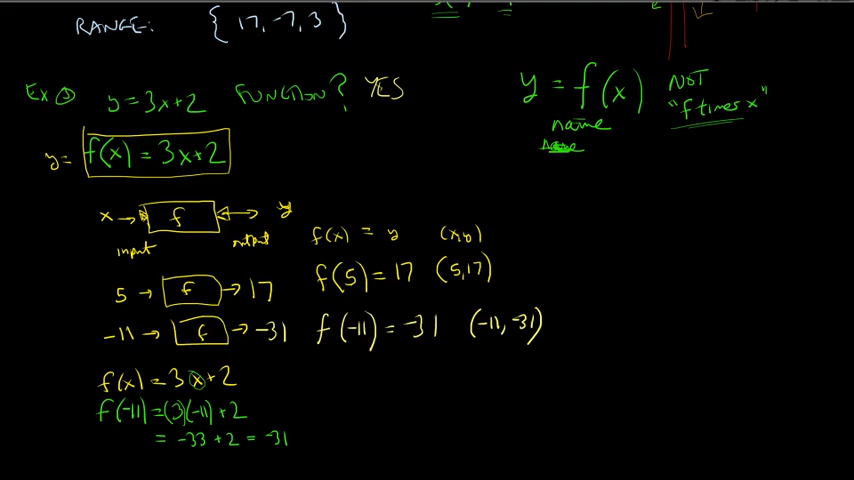 RANGE: { 17, -7, 3 }
Ex ③ y = 3x+2 FUNCTION? YES
y = f(x) NOT
"f times x"
name
y = f(x) = 3x+2
x → f ↔ y
input output
f(x) = y (x,y)
5 → f → 17 f(5) = 17 (5,17)
-11 → f → -31 f(-11) = -31 (-11, -31)
f(x) = 3x+2
f(-11) = (3)(-11) + 2
= -33 + 2 = -31